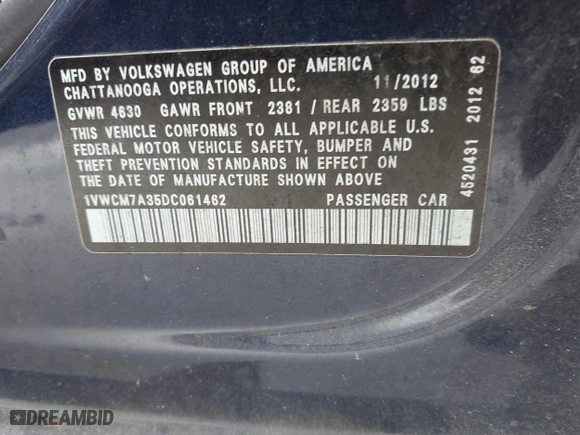 MFD BY VOLKSWAGEN GROUP OF AMERICA
CHATTANOOGA OPERATIONS, LLC. 11/2012
GVWR 4630 GAWR FRONT 2381 / REAR 2359 LBS
THIS VEHICLE CONFORMS TO ALL APPLICABLE U.S.
FEDERAL MOTOR VEHICLE SAFETY, BUMPER AND
THEFT PREVENTION STANDARDS IN EFFECT ON
THE DATE OF MANUFACTURE SHOWN ABOVE
1VWCM7A35DC061462 PASSENGER CAR
4520431 2012 62
DREAMBID